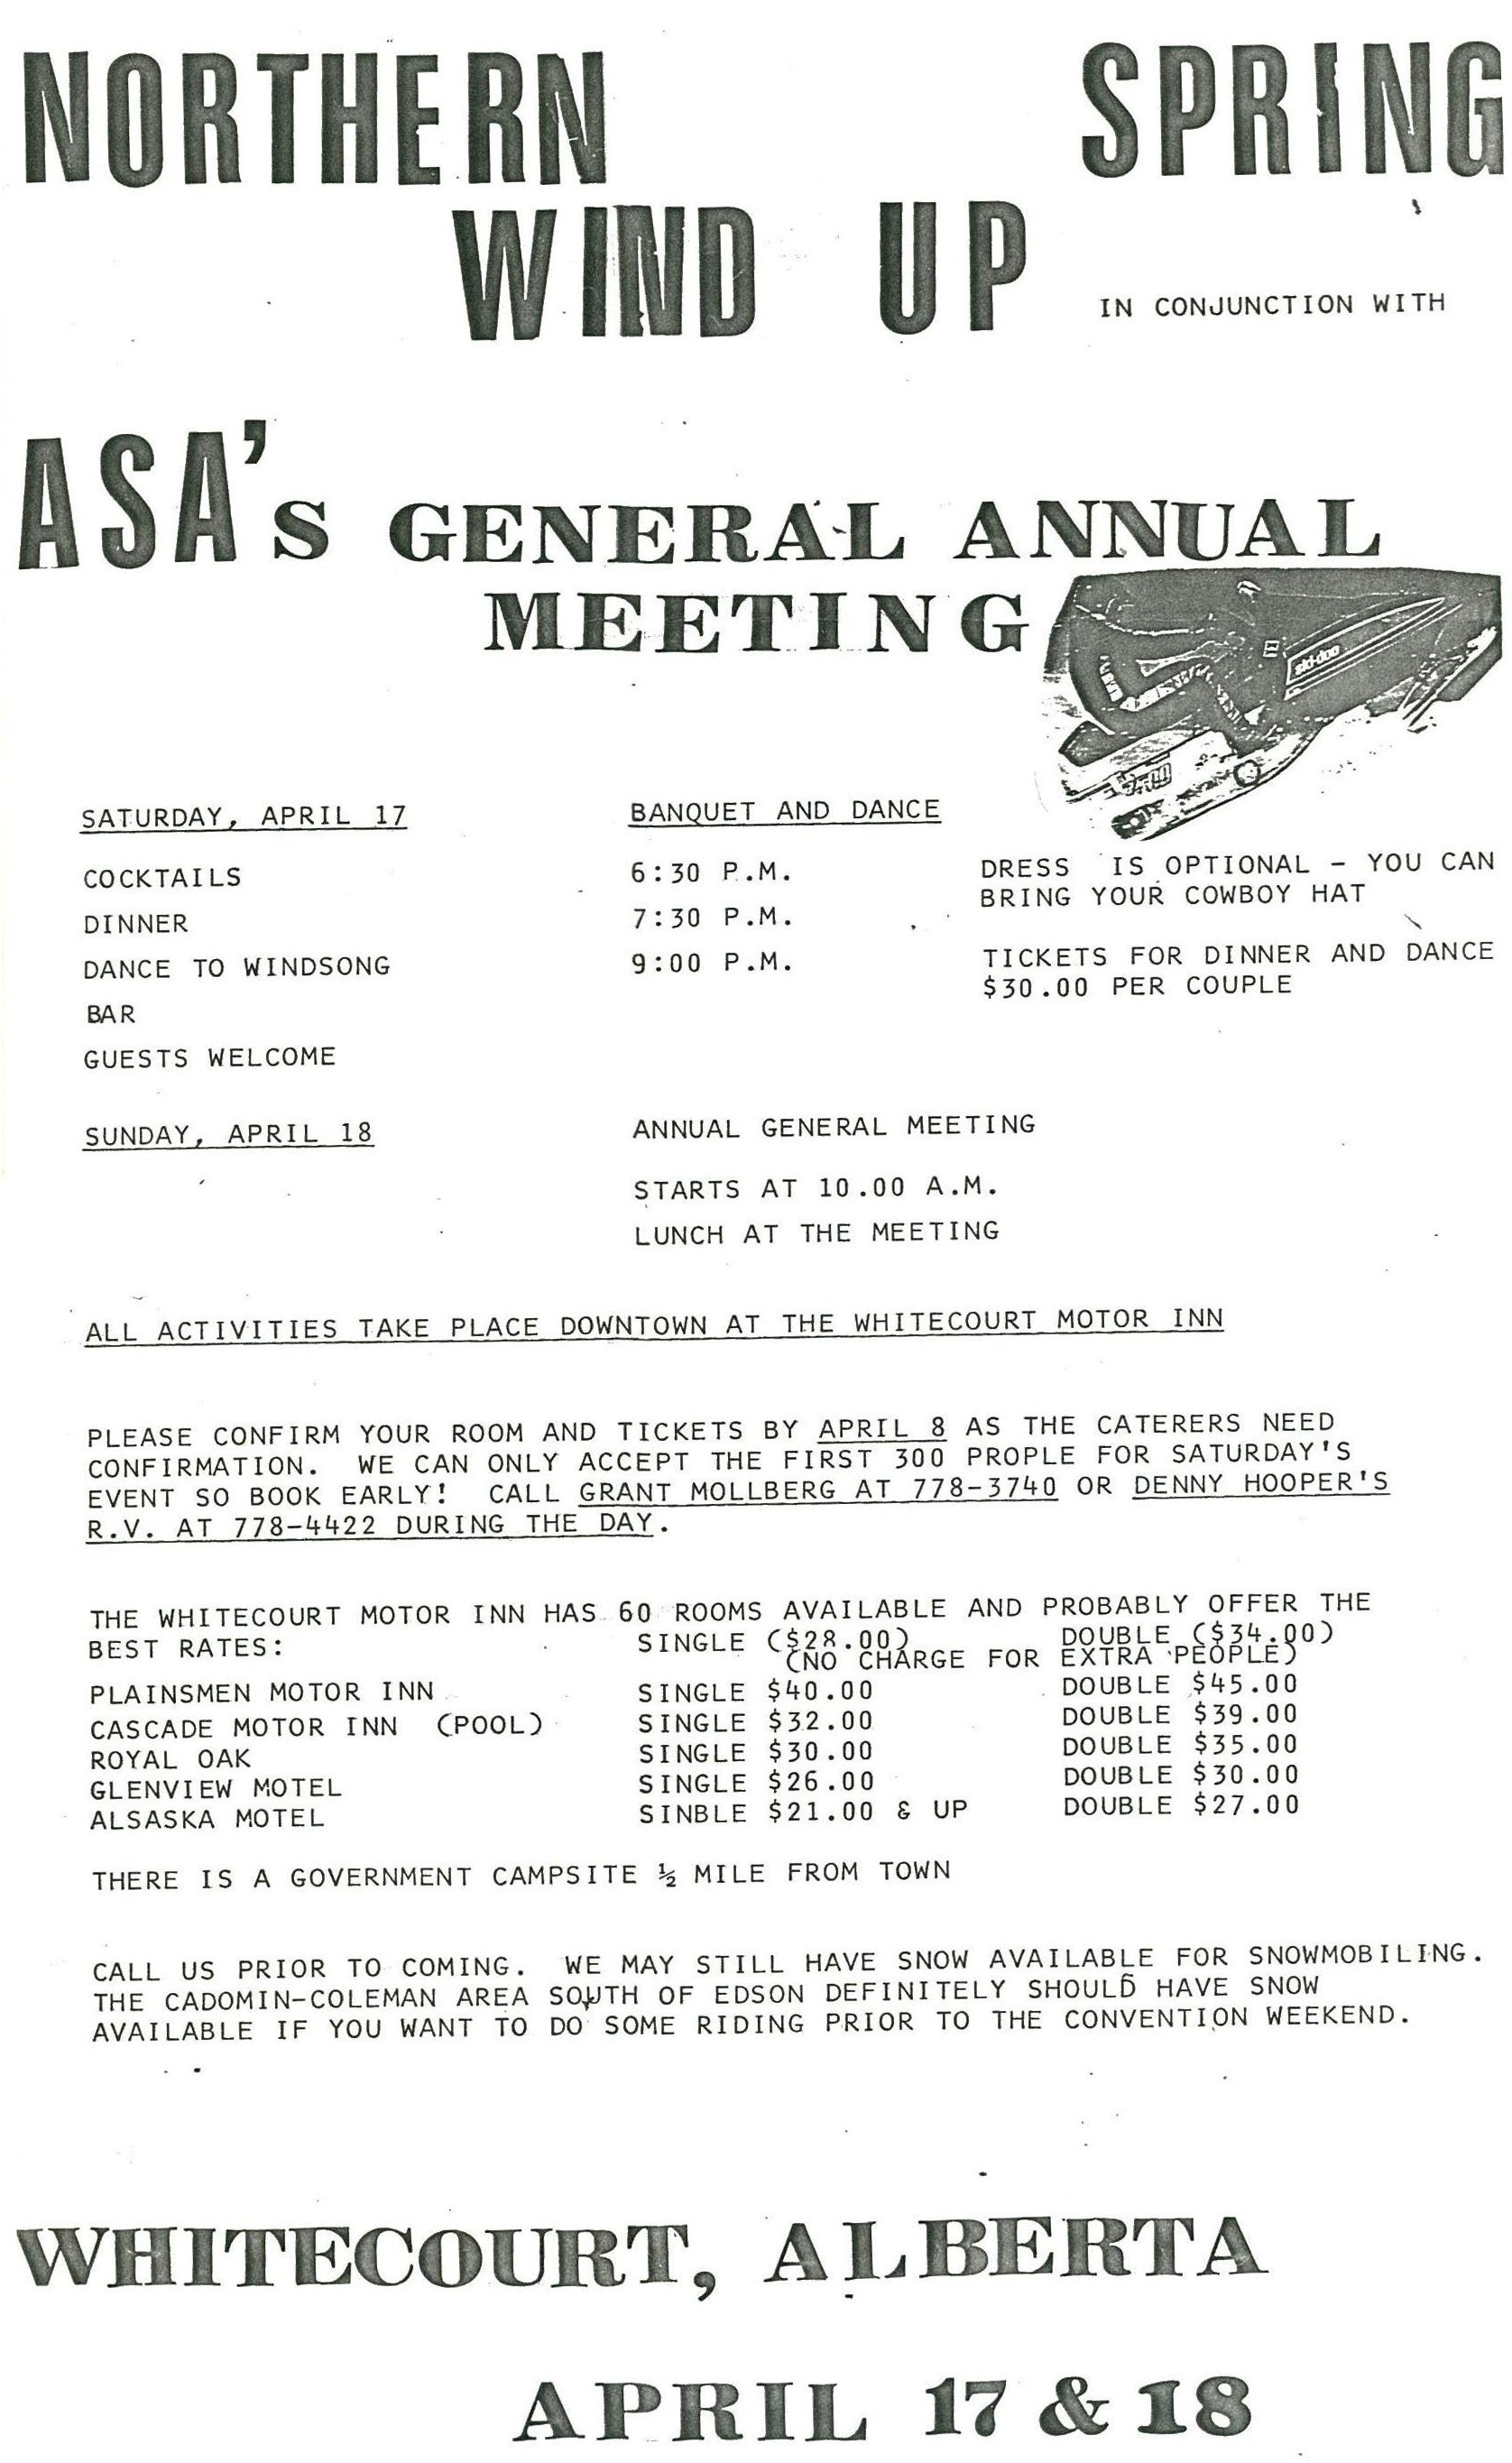 NORTHERN SPRING
WIND UP IN CONJUNCTION WITH
ASA's GENERAL ANNUAL
MEETING
ski-doo
SATURDAY, APRIL 17 BANQUET AND DANCE
COCKTAILS 6:30 P.M. DRESS IS OPTIONAL - YOU CAN
BRING YOUR COWBOY HAT
DINNER 7:30 P.M.
DANCE TO WINDSONG 9:00 P.M. TICKETS FOR DINNER AND DANCE
$30.00 PER COUPLE
BAR
GUESTS WELCOME
SUNDAY, APRIL 18 ANNUAL GENERAL MEETING
STARTS AT 10.00 A.M.
LUNCH AT THE MEETING
ALL ACTIVITIES TAKE PLACE DOWNTOWN AT THE WHITECOURT MOTOR INN
PLEASE CONFIRM YOUR ROOM AND TICKETS BY APRIL 8 AS THE CATERERS NEED
CONFIRMATION. WE CAN ONLY ACCEPT THE FIRST 300 PROPLE FOR SATURDAY'S
EVENT SO BOOK EARLY! CALL GRANT MOLLBERG AT 778-3740 OR DENNY HOOPER'S
R.V. AT 778-4422 DURING THE DAY.
THE WHITECOURT MOTOR INN HAS 60 ROOMS AVAILABLE AND PROBABLY OFFER THE
BEST RATES: SINGLE ($28.00) DOUBLE ($34.00)
(NO CHARGE FOR EXTRA PEOPLE)
PLAINSMEN MOTOR INN SINGLE $40.00 DOUBLE $45.00
CASCADE MOTOR INN (POOL) SINGLE $32.00 DOUBLE $39.00
ROYAL OAK SINGLE $30.00 DOUBLE $35.00
GLENVIEW MOTEL SINGLE $26.00 DOUBLE $30.00
ALSASKA MOTEL SINBLE $21.00 & UP DOUBLE $27.00
THERE IS A GOVERNMENT CAMPSITE ½ MILE FROM TOWN
CALL US PRIOR TO COMING. WE MAY STILL HAVE SNOW AVAILABLE FOR SNOWMOBILING.
THE CADOMIN-COLEMAN AREA SOUTH OF EDSON DEFINITELY SHOULD HAVE SNOW
AVAILABLE IF YOU WANT TO DO SOME RIDING PRIOR TO THE CONVENTION WEEKEND.
WHITECOURT, ALBERTA
APRIL 17 & 18